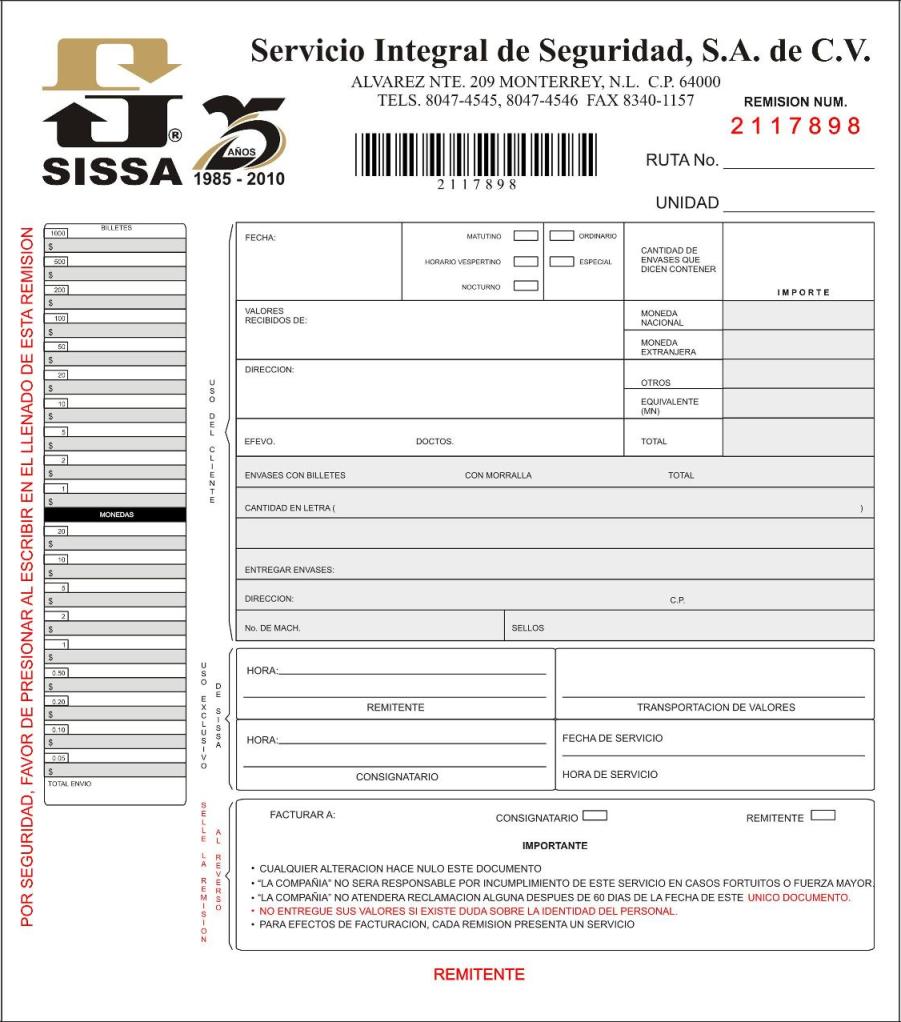 Servicio Integral de Seguridad, S.A. de C.V.
ALVAREZ NTE. 209 MONTERREY, N.L. C.P. 64000
TELS. 8047-4545, 8047-4546 FAX 8340-1157
SISSA ®
25 AÑOS
1985 - 2010
2117898
REMISION NUM.
2117898
RUTA No.
UNIDAD
POR SEGURIDAD, FAVOR DE PRESIONAR AL ESCRIBIR EN EL LLENADO DE ESTA REMISION
BILLETES
1000
$
500
$
200
$
100
$
50
$
20
$
10
$
5
$
2
$
1
$
MONEDAS
20
$
10
$
5
$
2
$
1
$
0.50
$
0.20
$
0.10
$
0.05
$
TOTAL ENVIO
USO DEL CLIENTE
FECHA:
MATUTINO
HORARIO VESPERTINO
NOCTURNO
ORDINARIO
ESPECIAL
CANTIDAD DE
ENVASES QUE
DICEN CONTENER
IMPORTE
VALORES
RECIBIDOS DE:
MONEDA
NACIONAL
MONEDA
EXTRANJERA
DIRECCION:
OTROS
EQUIVALENTE
(MN)
EFEVO. DOCTOS. TOTAL
ENVASES CON BILLETES CON MORRALLA TOTAL
CANTIDAD EN LETRA ( )
ENTREGAR ENVASES:
DIRECCION: C.P.
No. DE MACH. SELLOS
USO EXCLUSIVO
DE SISSA
HORA:
REMITENTE
TRANSPORTACION DE VALORES
HORA:
CONSIGNATARIO
FECHA DE SERVICIO
HORA DE SERVICIO
SELLE LA REMISION
AL REVERSO
FACTURAR A: CONSIGNATARIO REMITENTE
IMPORTANTE
• CUALQUIER ALTERACION HACE NULO ESTE DOCUMENTO
• "LA COMPAÑIA" NO SERA RESPONSABLE POR INCUMPLIMIENTO DE ESTE SERVICIO EN CASOS FORTUITOS O FUERZA MAYOR.
• "LA COMPAÑIA" NO ATENDERA RECLAMACION ALGUNA DESPUES DE 60 DIAS DE LA FECHA DE ESTE UNICO DOCUMENTO.
• NO ENTREGUE SUS VALORES SI EXISTE DUDA SOBRE LA IDENTIDAD DEL PERSONAL.
• PARA EFECTOS DE FACTURACION, CADA REMISION PRESENTA UN SERVICIO
REMITENTE